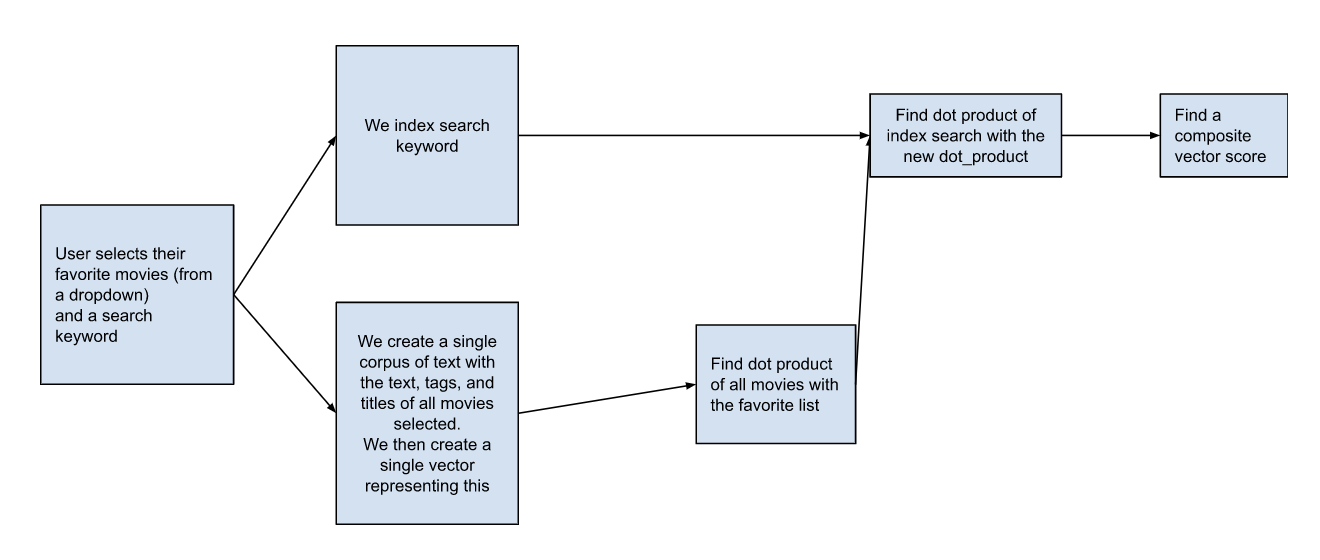 We index search
keyword
Find dot product of
index search with the
new dot_product
Find a
composite
vector score
User selects their
favorite movies (from
a dropdown)
and a search
keyword
We create a single
corpus of text with
the text, tags, and
titles of all movies
selected.
We then create a
single vector
representing this
Find dot product
of all movies with
the favorite list